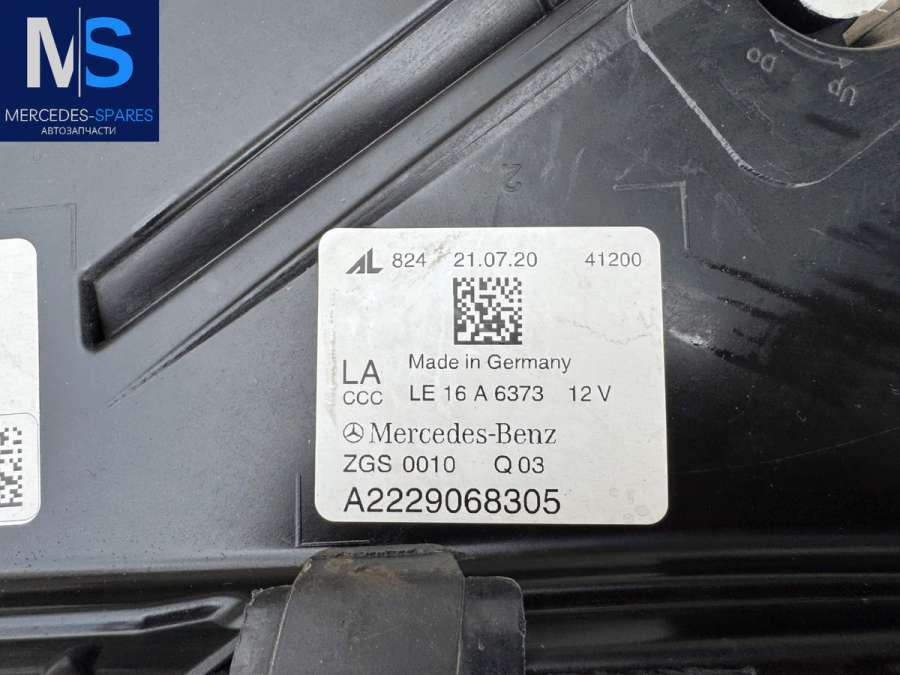 MS
MERCEDES-SPARES
АВТОЗАПЧАСТИ
Up Do
2
AL 824 21.07.20 41200
Made in Germany
LA
CCC LE 16 A 6373 12 V
Mercedes-Benz
ZGS 0010 Q 03
A2229068305